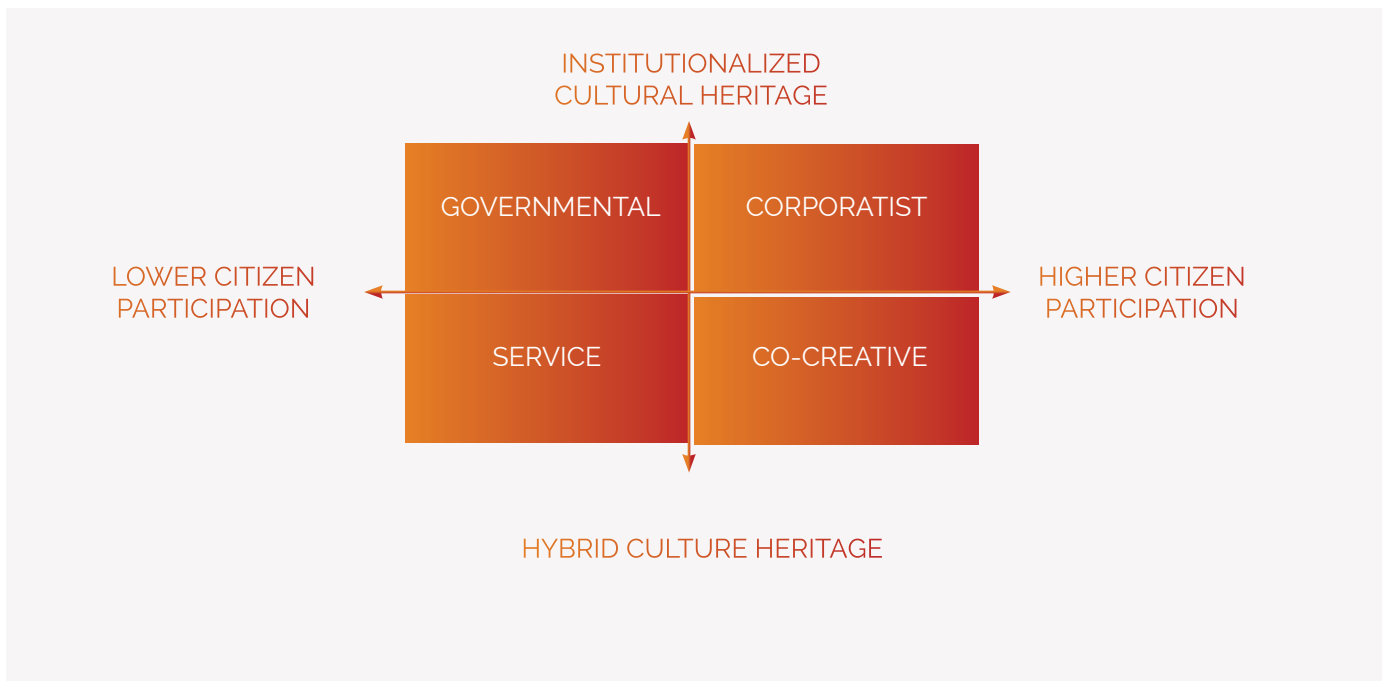 INSTITUTIONALIZED
CULTURAL HERITAGE
GOVERNMENTAL
CORPORATIST
LOWER CITIZEN
PARTICIPATION
HIGHER CITIZEN
PARTICIPATION
SERVICE
CO-CREATIVE
HYBRID CULTURE HERITAGE